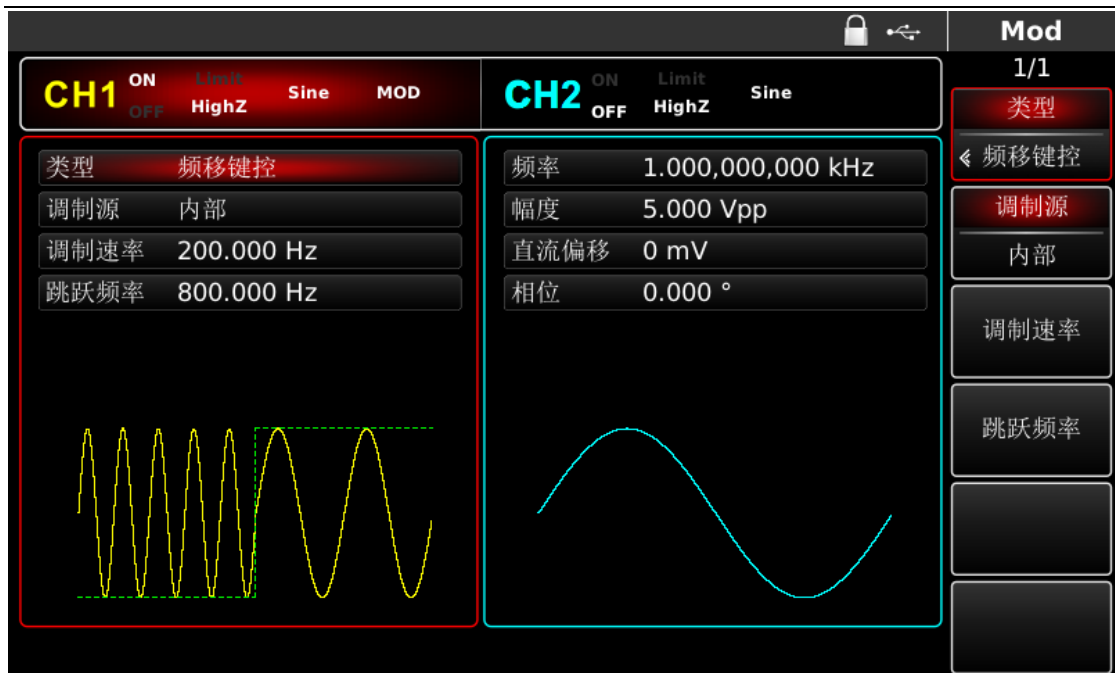 Mod
1/1
CH1 ON OFF Limit HighZ Sine MOD
CH2 ON OFF Limit HighZ Sine
类型
频移键控
调制源
内部
调制速率
跳跃频率
类型 频移键控
调制源 内部
调制速率 200.000 Hz
跳跃频率 800.000 Hz
频率 1.000,000,000 kHz
幅度 5.000 Vpp
直流偏移 0 mV
相位 0.000 °